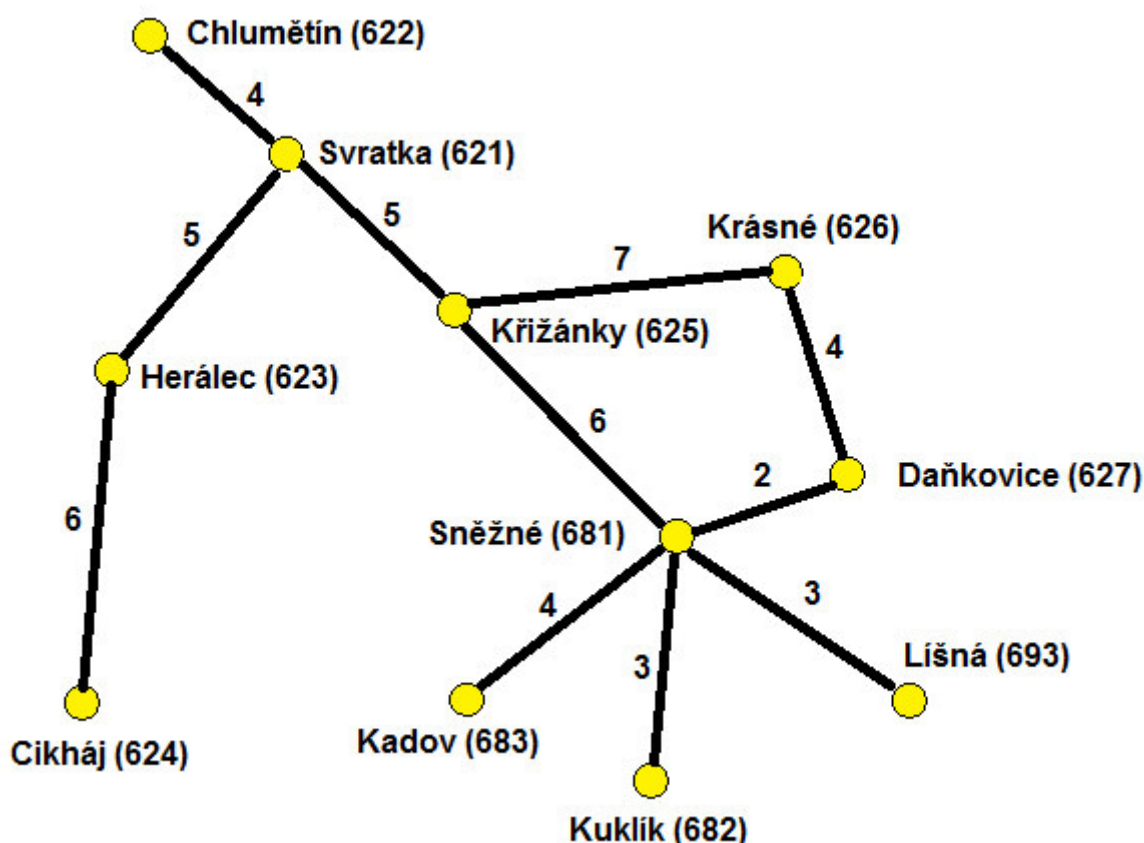 Chlumětín (622)
4
Svratka (621)
5
5
Krásné (626)
7
Křižánky (625)
4
Herálec (623)
6
Daňkovice (627)
2
6
Sněžné (681)
3
4
3
Líšná (693)
Kadov (683)
Cikháj (624)
Kuklík (682)